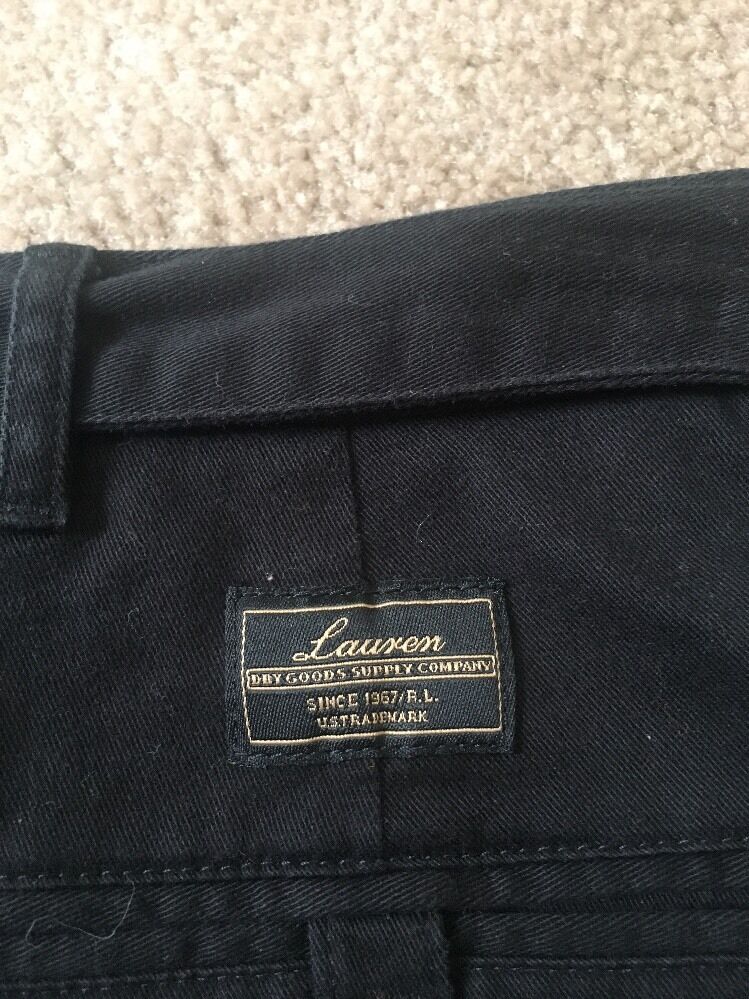 Lauren
DRY GOODS SUPPLY COMPANY
SINCE 1967/R.L.
U.S.TRADEMARK